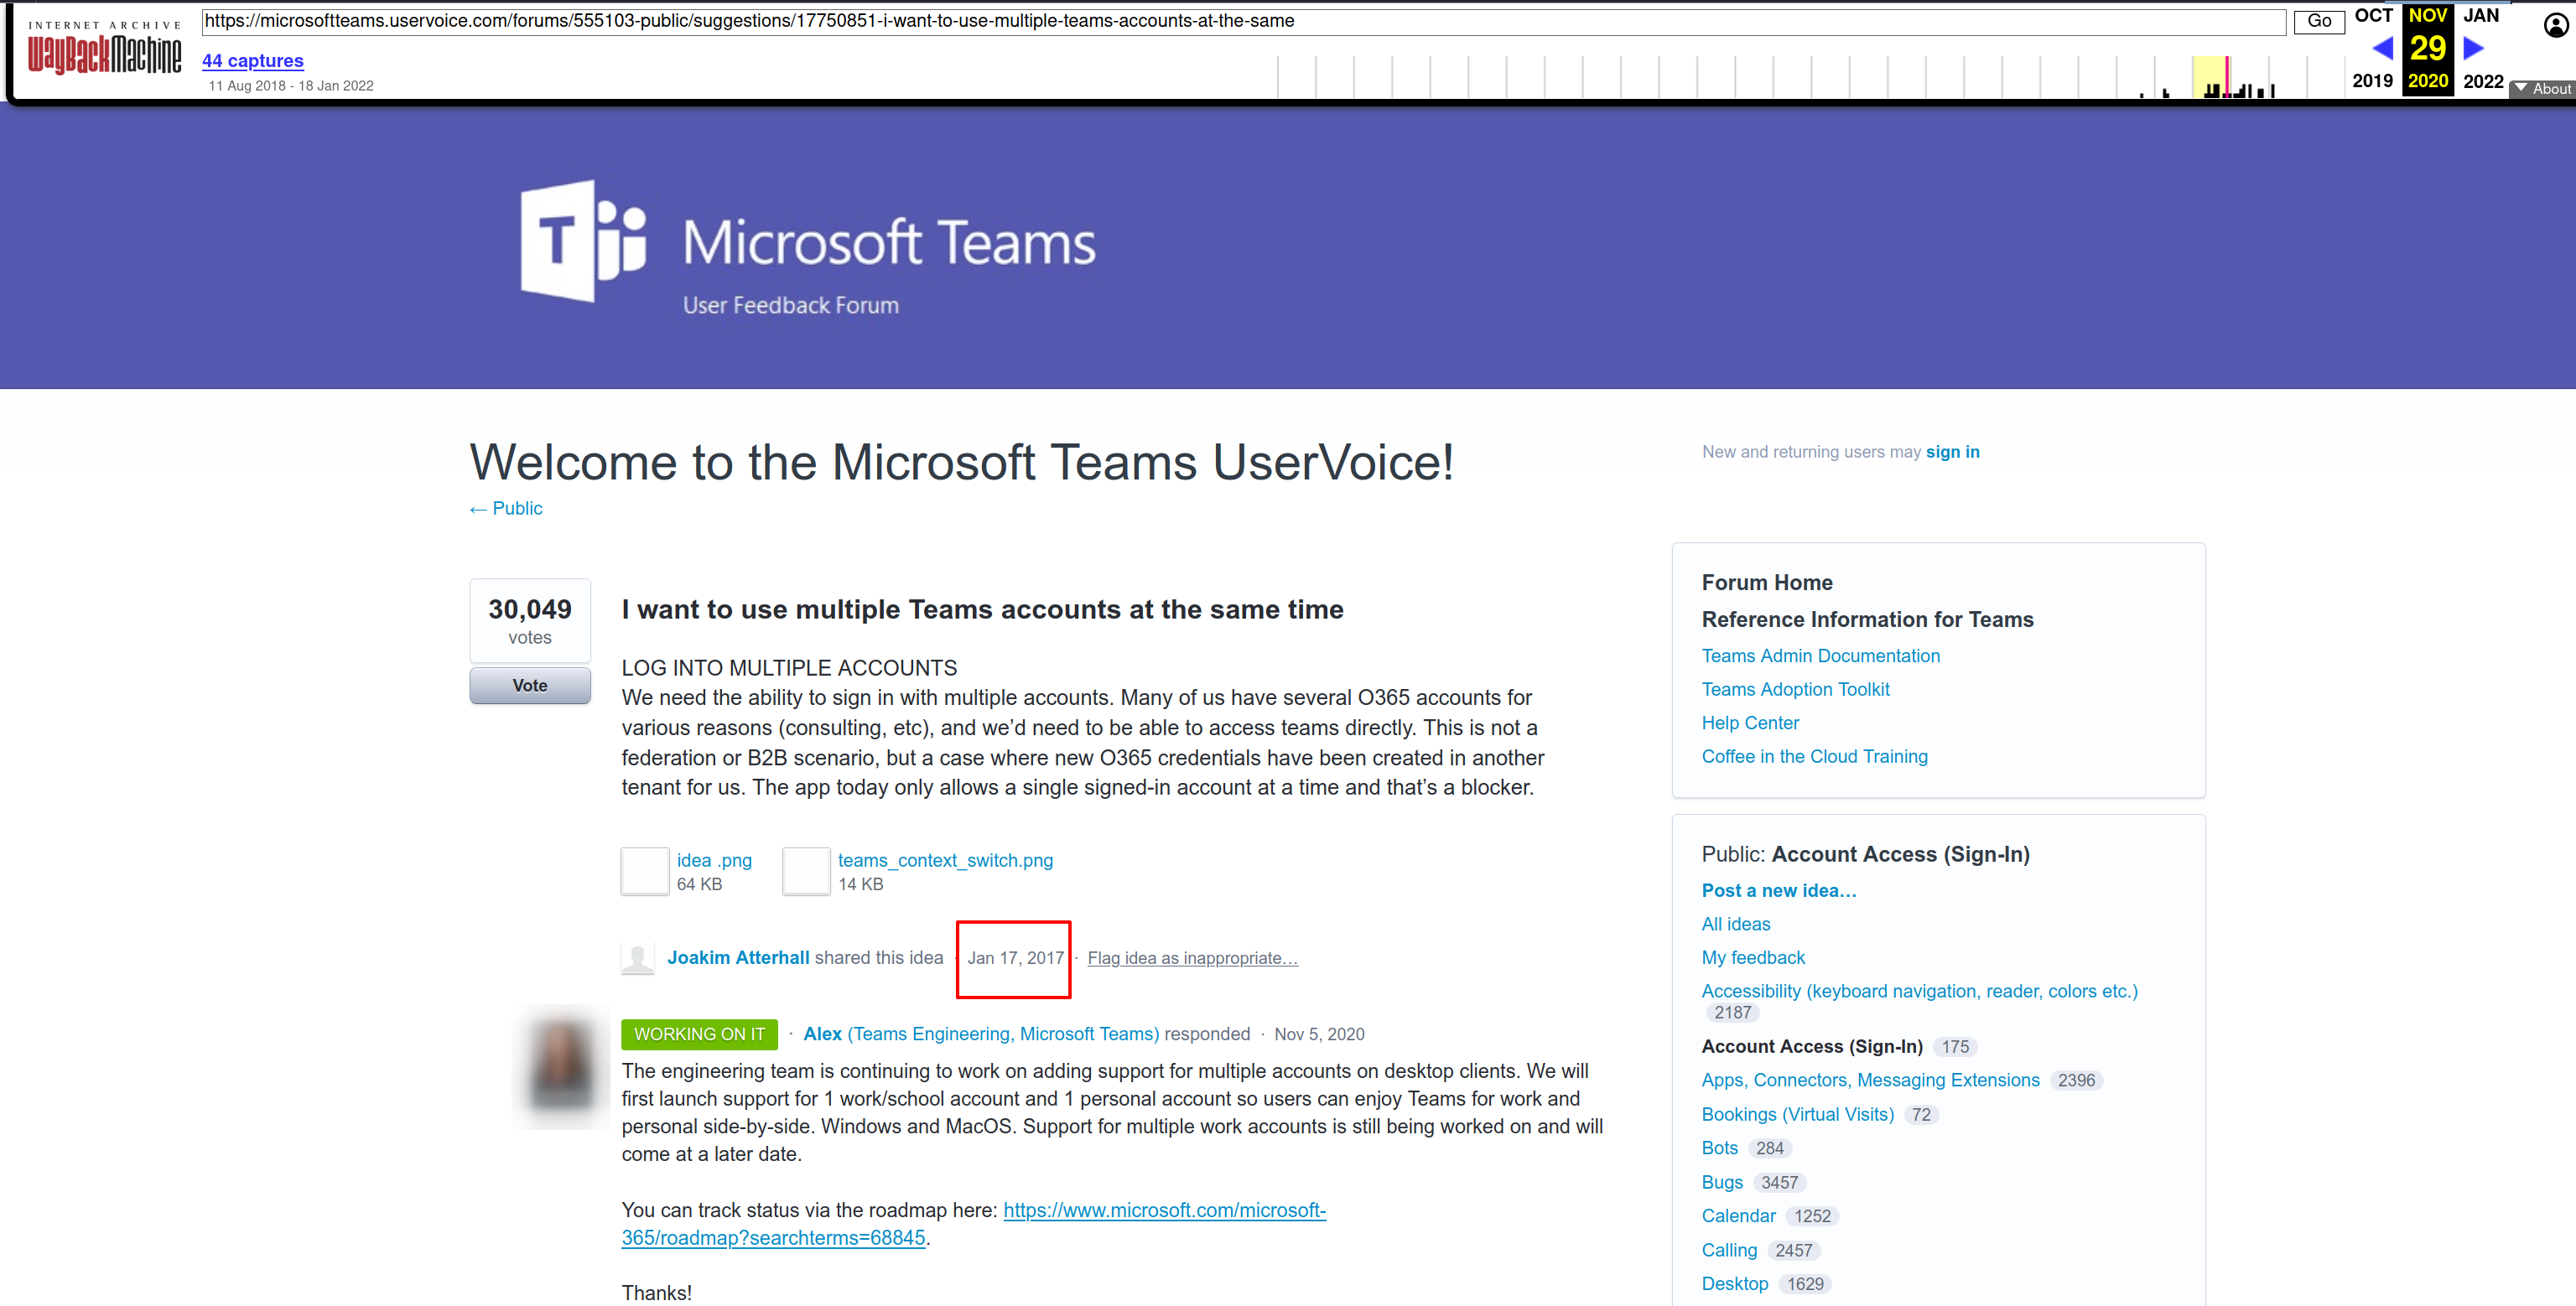 INTERNET ARCHIVE
WayBackMachine
https://microsoftteams.uservoice.com/forums/555103-public/suggestions/17750851-i-want-to-use-multiple-teams-accounts-at-the-same
Go
OCT NOV JAN
44 captures
29
11 Aug 2018 - 18 Jan 2022
2019 2020 2022
▼ About
T
Microsoft Teams
User Feedback Forum
Welcome to the Microsoft Teams UserVoice!
New and returning users may sign in
← Public
30,049
votes
Vote
I want to use multiple Teams accounts at the same time
LOG INTO MULTIPLE ACCOUNTS
We need the ability to sign in with multiple accounts. Many of us have several O365 accounts for
various reasons (consulting, etc), and we’d need to be able to access teams directly. This is not a
federation or B2B scenario, but a case where new O365 credentials have been created in another
tenant for us. The app today only allows a single signed-in account at a time and that’s a blocker.
idea .png
64 KB
teams_context_switch.png
14 KB
Joakim Atterhall shared this idea · Jan 17, 2017 · Flag idea as inappropriate…
WORKING ON IT · Alex (Teams Engineering, Microsoft Teams) responded · Nov 5, 2020
The engineering team is continuing to work on adding support for multiple accounts on desktop clients. We will
first launch support for 1 work/school account and 1 personal account so users can enjoy Teams for work and
personal side-by-side. Windows and MacOS. Support for multiple work accounts is still being worked on and will
come at a later date.
You can track status via the roadmap here: https://www.microsoft.com/microsoft-
365/roadmap?searchterms=68845.
Thanks!
Forum Home
Reference Information for Teams
Teams Admin Documentation
Teams Adoption Toolkit
Help Center
Coffee in the Cloud Training
Public: Account Access (Sign-In)
Post a new idea…
All ideas
My feedback
Accessibility (keyboard navigation, reader, colors etc.)
2187
Account Access (Sign-In) 175
Apps, Connectors, Messaging Extensions 2396
Bookings (Virtual Visits) 72
Bots 284
Bugs 3457
Calendar 1252
Calling 2457
Desktop 1629